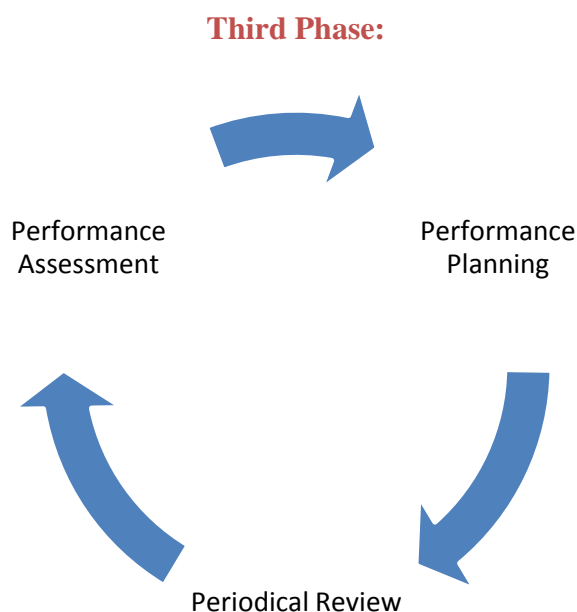 Third Phase:
Performance
Assessment
Performance
Planning
Periodical Review